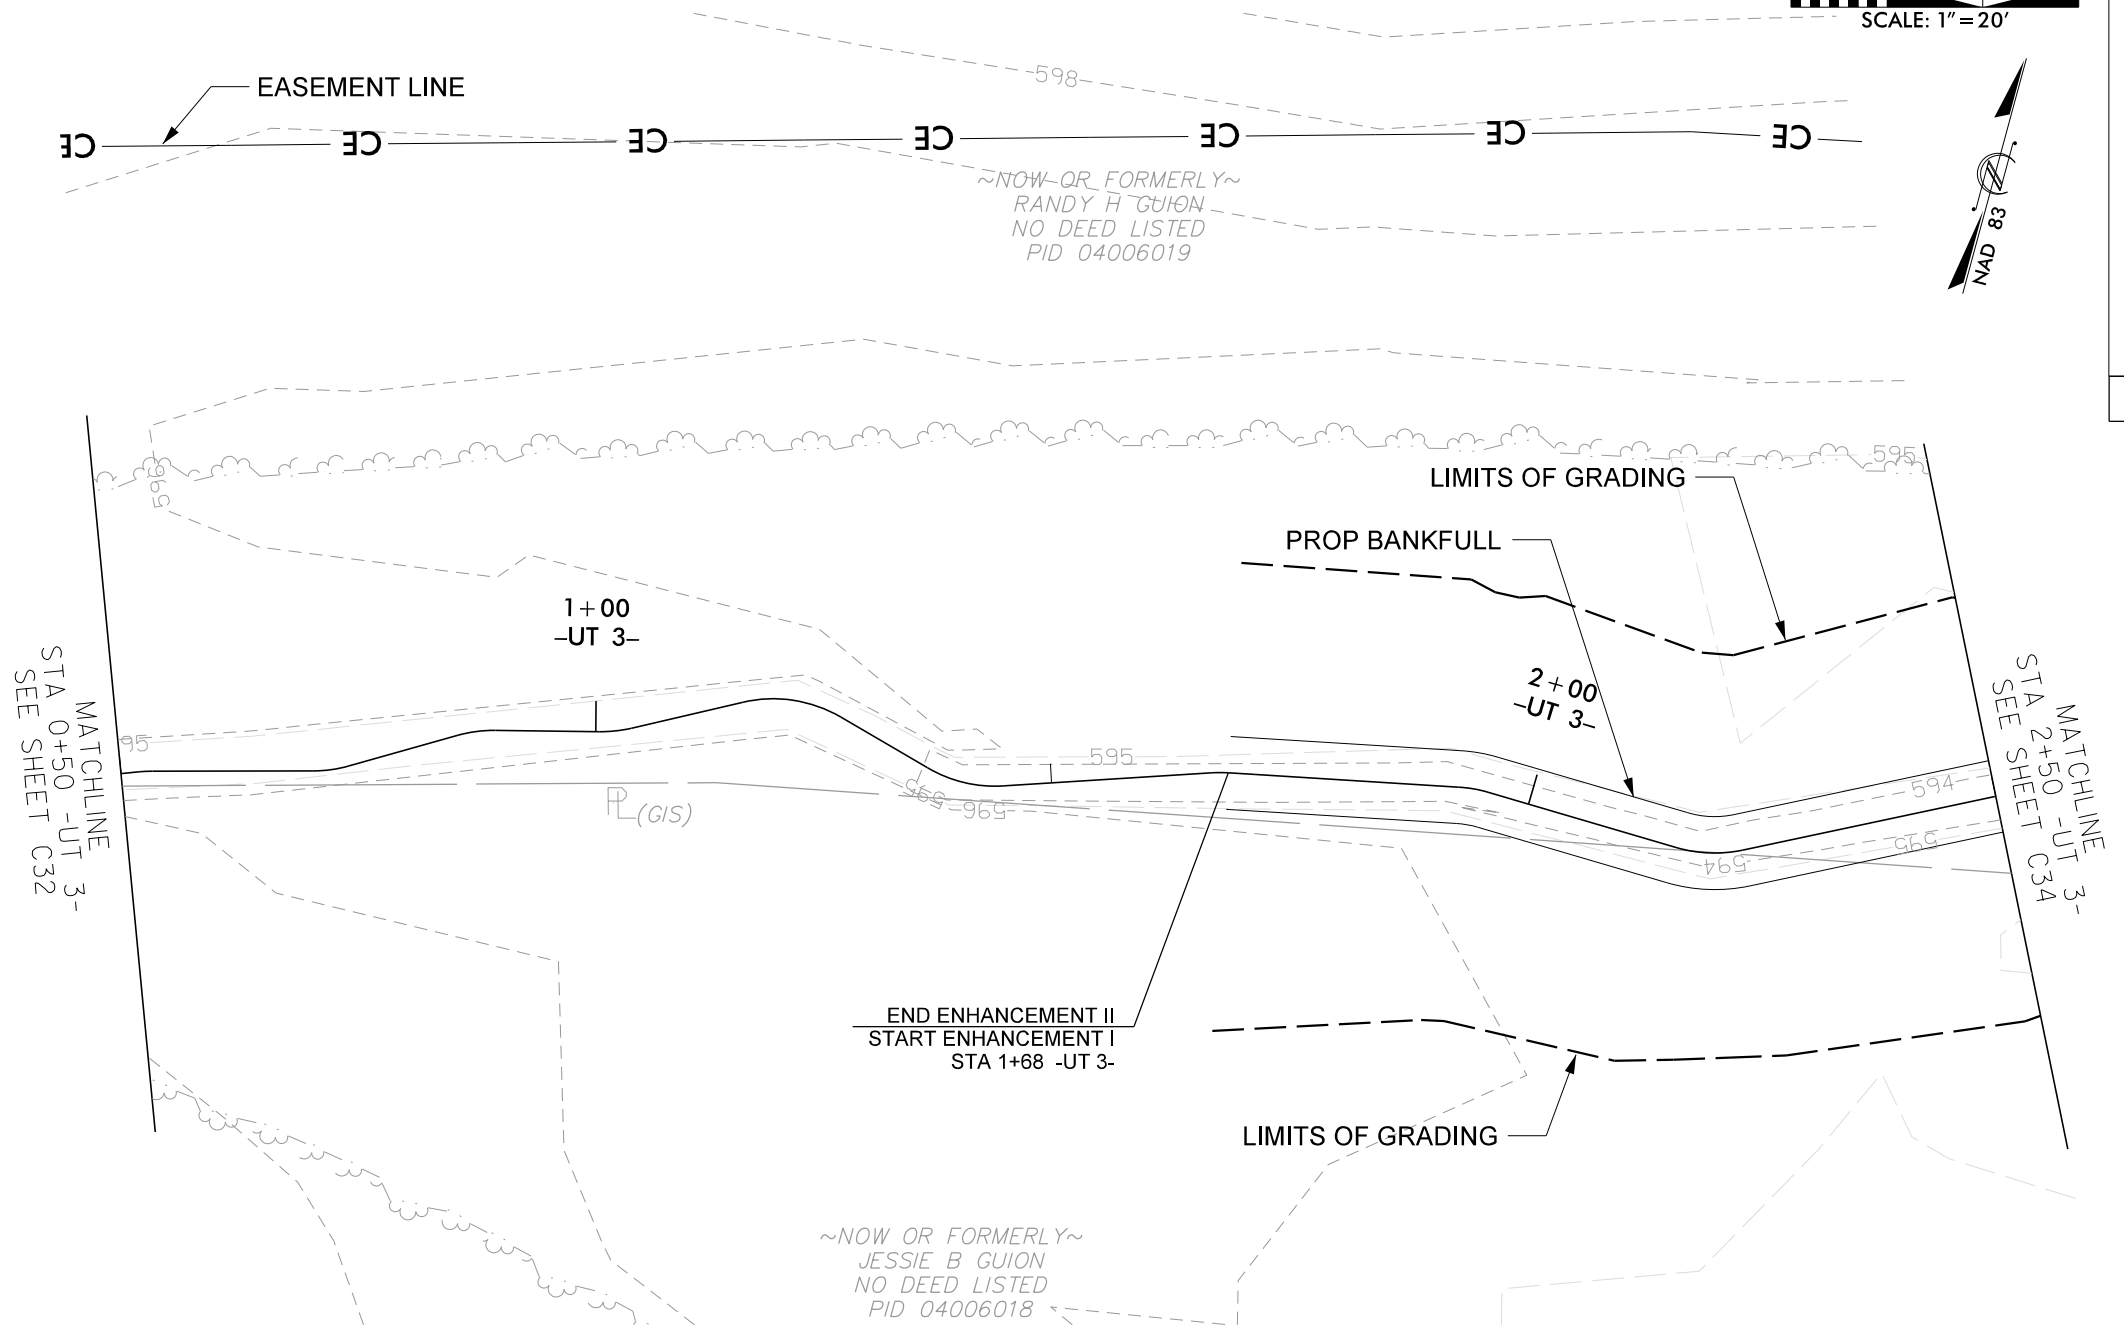 SCALE: 1"=20'
598
EASEMENT LINE
CE
CE
CE
CE
CE
CE
CE
~NOW OR FORMERLY~
RANDY H GUION
NO DEED LISTED
PID 04006019
NAD 83
596
595
LIMITS OF GRADING
PROP BANKFULL
1+00
-UT 3-
2+00
-UT 3-
MATCHLINE
STA 0+50 -UT 3-
SEE SHEET C32
MATCHLINE
STA 2+50 -UT 3-
SEE SHEET C34
95
595
594
PL (GIS)
595
596
594
595
END ENHANCEMENT II
START ENHANCEMENT I
STA 1+68 -UT 3-
LIMITS OF GRADING
~NOW OR FORMERLY~
JESSIE B GUION
NO DEED LISTED
PID 04006018